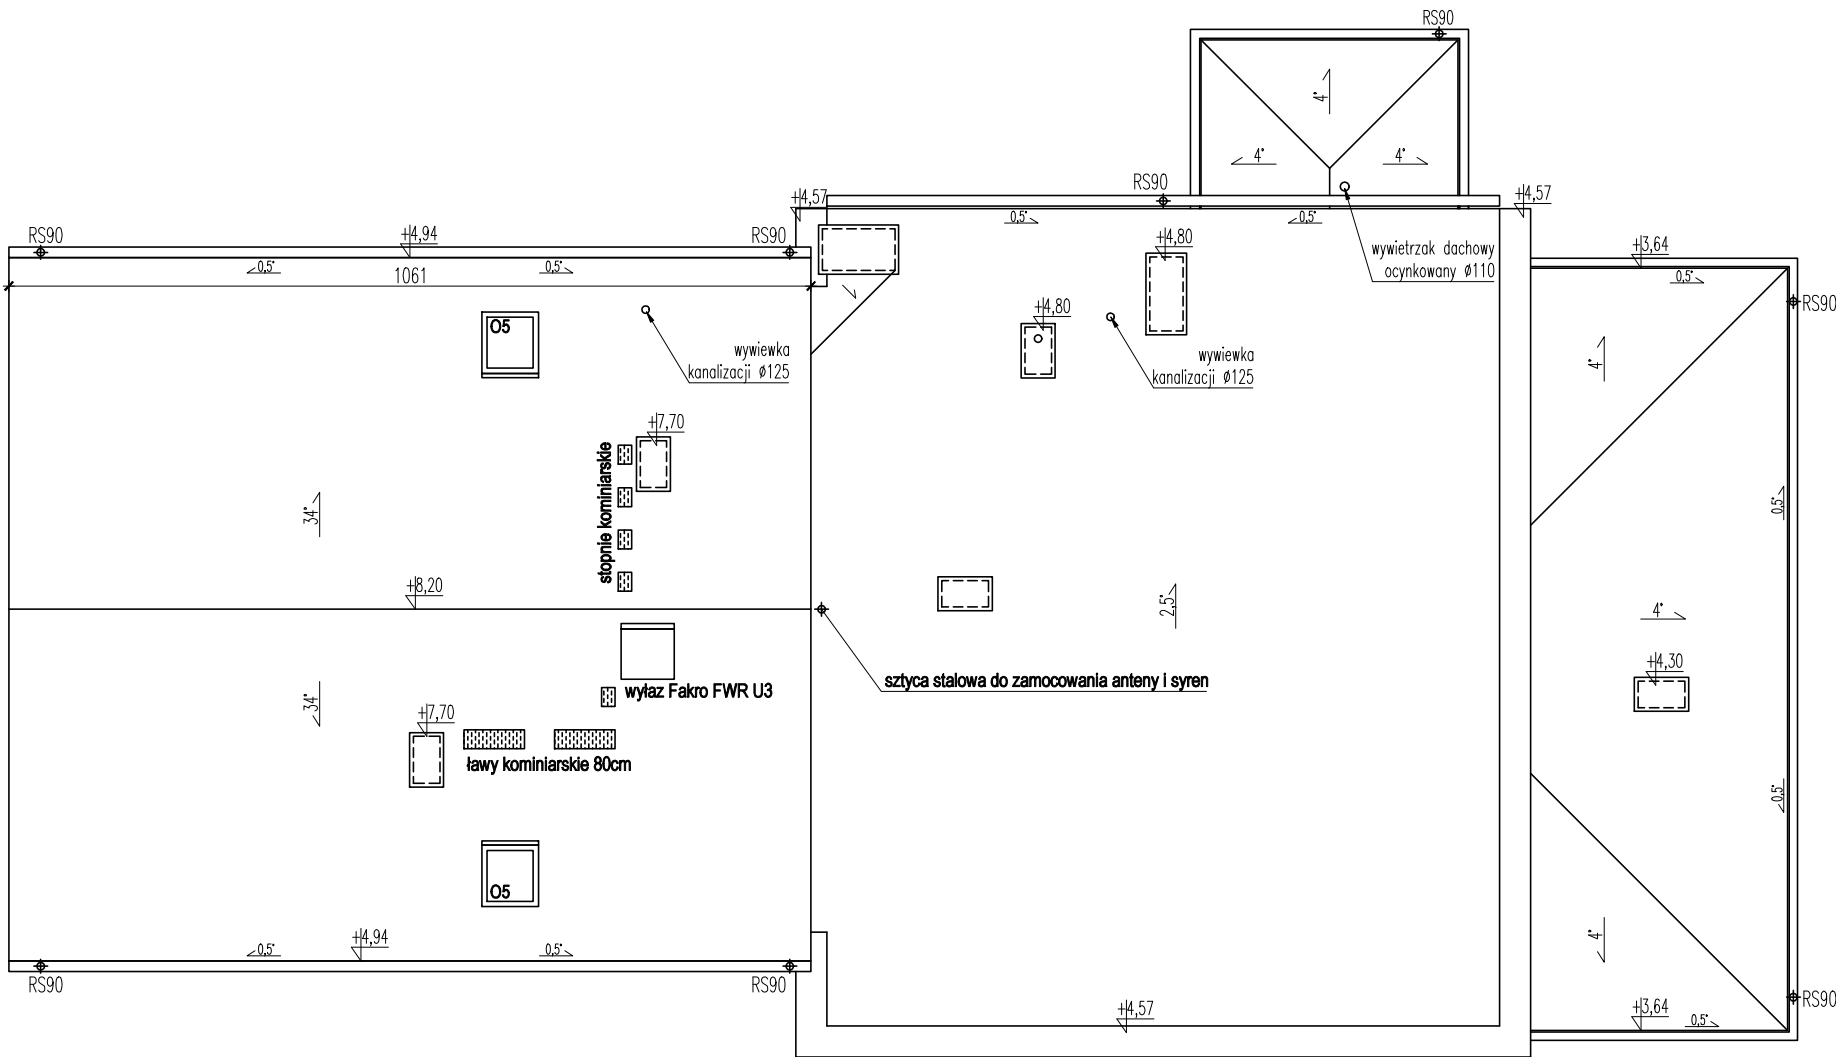 RS90
4°
4°
4°
RS90
+4,57
+4,57
0,5°
0,5°
RS90
+4,94
RS90
0,5°
0,5°
1061
+4,80
wywietrzak dachowy
ocynkowany ø110
+3,64
0,5°
RS90
+4,80
O5
wywiewka
kanalizacji ø125
wywiewka
kanalizacji ø125
4°
+7,70
stopnie kominiarskie
34°
0,5°
+8,20
2,5°
4°
sztyca stalowa do zamocowania anteny i syren
+4,30
wyłaz Fakro FWR U3
34°
+7,70
ławy kominiarskie 80cm
0,5°
O5
4°
+4,94
0,5°
0,5°
RS90
RS90
+4,57
+3,64
0,5°
RS90